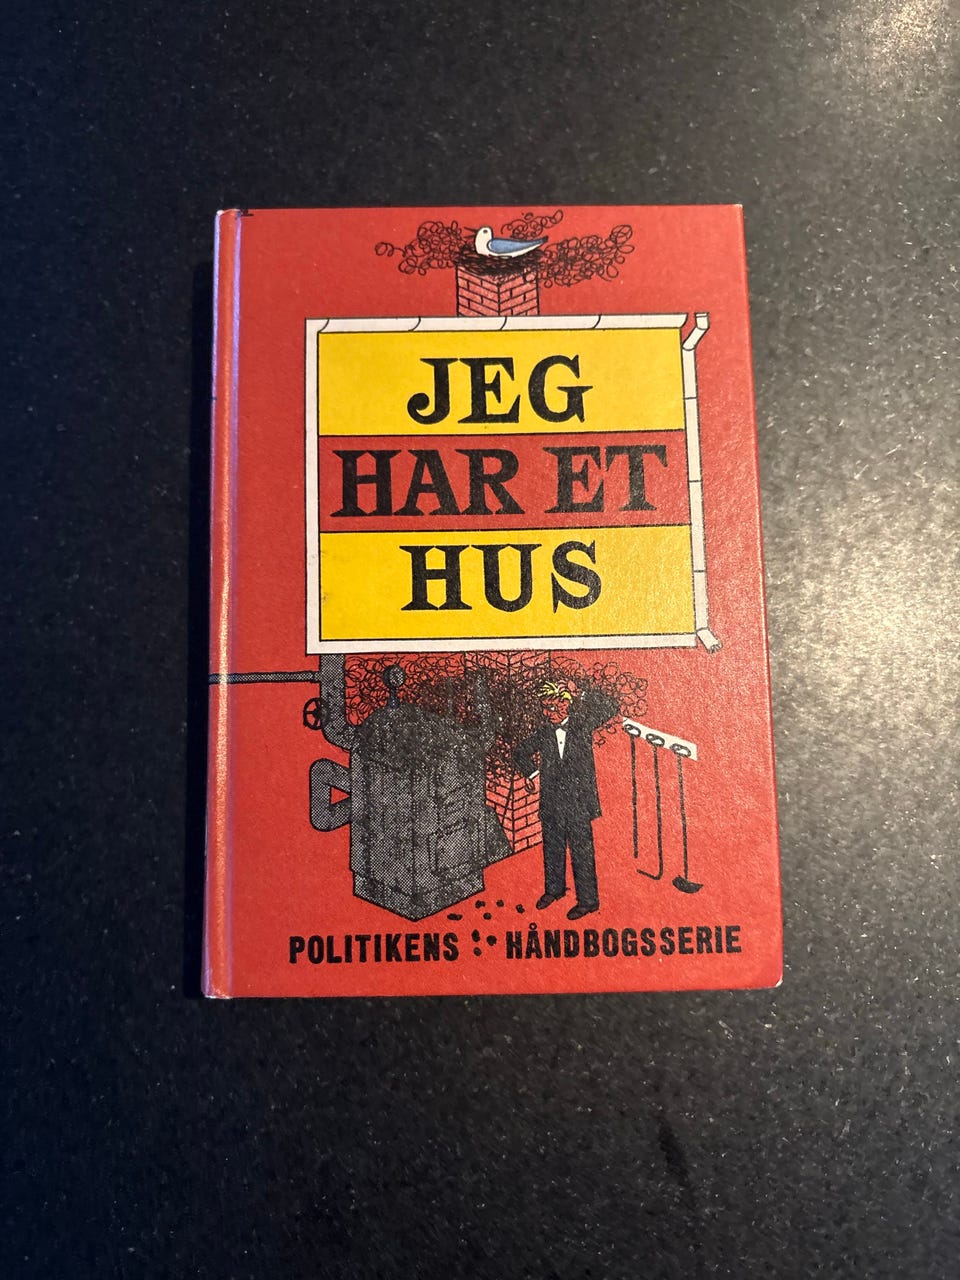 JEG
HAR ET
HUS
POLITIKENS HÅNDBOGSSERIE